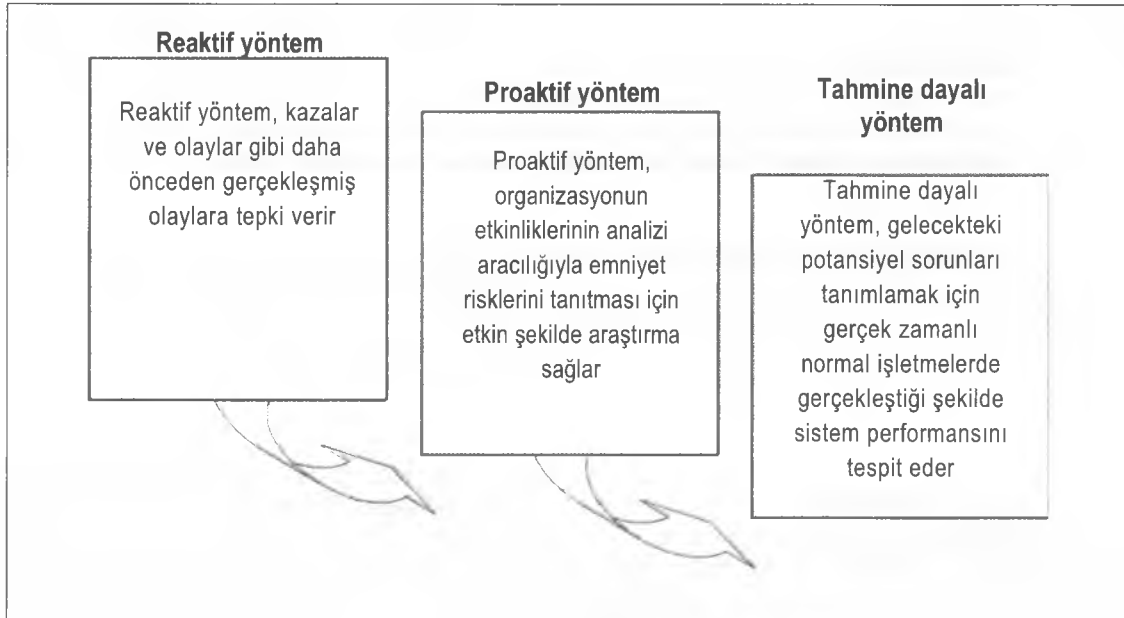 Reaktif yöntem
Reaktif yöntem, kazalar
ve olaylar gibi daha
önceden gerçekleşmiş
olaylara tepki verir
Proaktif yöntem
Proaktif yöntem,
organizasyonun
etkinliklerinin analizi
aracılığıyla emniyet
risklerini tanıtması için
etkin şekilde araştırma
sağlar
Tahmine dayalı
yöntem
Tahmine dayalı
yöntem, gelecekteki
potansiyel sorunları
tanımlamak için
gerçek zamanlı
normal işletmelerde
gerçekleştiği şekilde
sistem performansını
tespit eder